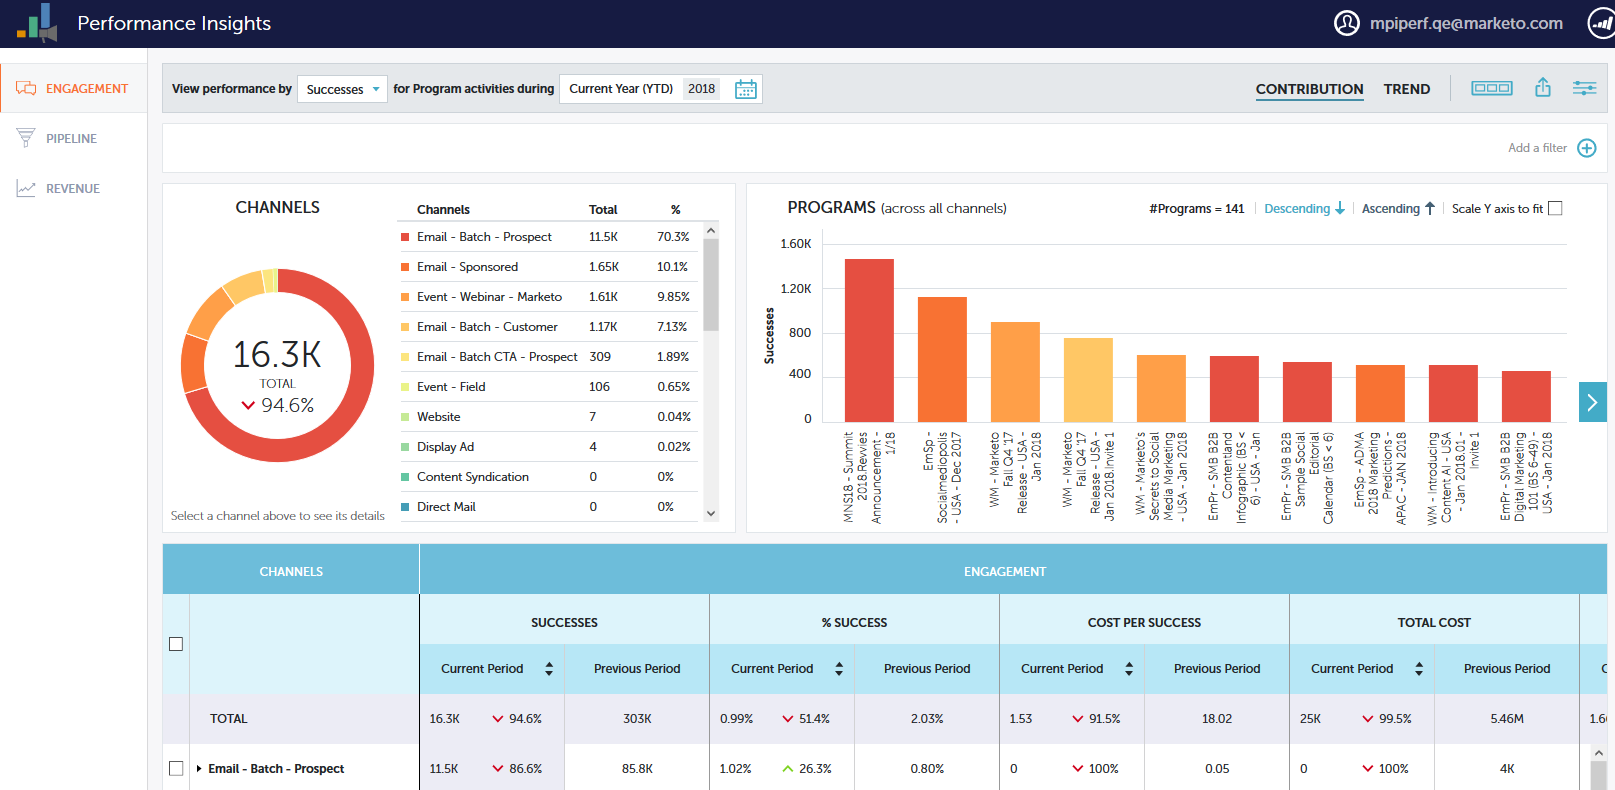 Performance Insights
mpiperf.qe@marketo.com
ENGAGEMENT
PIPELINE
REVENUE
View performance by Successes for Program activities during Current Year (YTD) 2018
CONTRIBUTION TREND
Add a filter
CHANNELS
16.3K
TOTAL
94.6%
Select a channel above to see its details
Channels Total %
Email - Batch - Prospect 11.5K 70.3%
Email - Sponsored 1.65K 10.1%
Event - Webinar - Marketo 1.61K 9.85%
Email - Batch - Customer 1.17K 7.13%
Email - Batch CTA - Prospect 309 1.89%
Event - Field 106 0.65%
Website 7 0.04%
Display Ad 4 0.02%
Content Syndication 0 0%
Direct Mail 0 0%
PROGRAMS (across all channels)
#Programs = 141 Descending Ascending Scale Y axis to fit
Successes
1.60K
1.20K
800
400
0
MNS18 - Summit
2018.Revvies
Announcement -
1/18
EmSp -
Socialmediopolis
- USA - Dec 2017
WM - Marketo
Fall Q4 '17
Release - USA -
Jan 2018
WM - Marketo
Fall Q4 '17
Release - USA -
Jan 2018.Invite 1
WM - Marketo's
Secrets to Social
Media Marketing
- USA - Jan 2018
EmPr - SMB B2B
Contentland
Infographic (BS <
6) - USA - Jan
EmPr - SMB B2B
Sample Social
Editorial
Calendar (BS < 6)
EmSp - ADMA
2018 Marketing
Predictions -
APAC - JAN 2018
WM - Introducing
Content AI - USA
- Jan 2018.01 -
Invite 1
EmPr - SMB B2B
Digital Marketing
101 (BS 6-49) -
USA - Jan 2018
CHANNELS ENGAGEMENT
SUCCESSES % SUCCESS COST PER SUCCESS TOTAL COST
Current Period Previous Period Current Period Previous Period Current Period Previous Period Current Period Previous Period C
TOTAL 16.3K 94.6% 303K 0.99% 51.4% 2.03% 1.53 91.5% 18.02 25K 99.5% 5.46M 1.6
Email - Batch - Prospect 11.5K 86.6% 85.8K 1.02% 26.3% 0.80% 0 100% 0.05 0 100% 4K